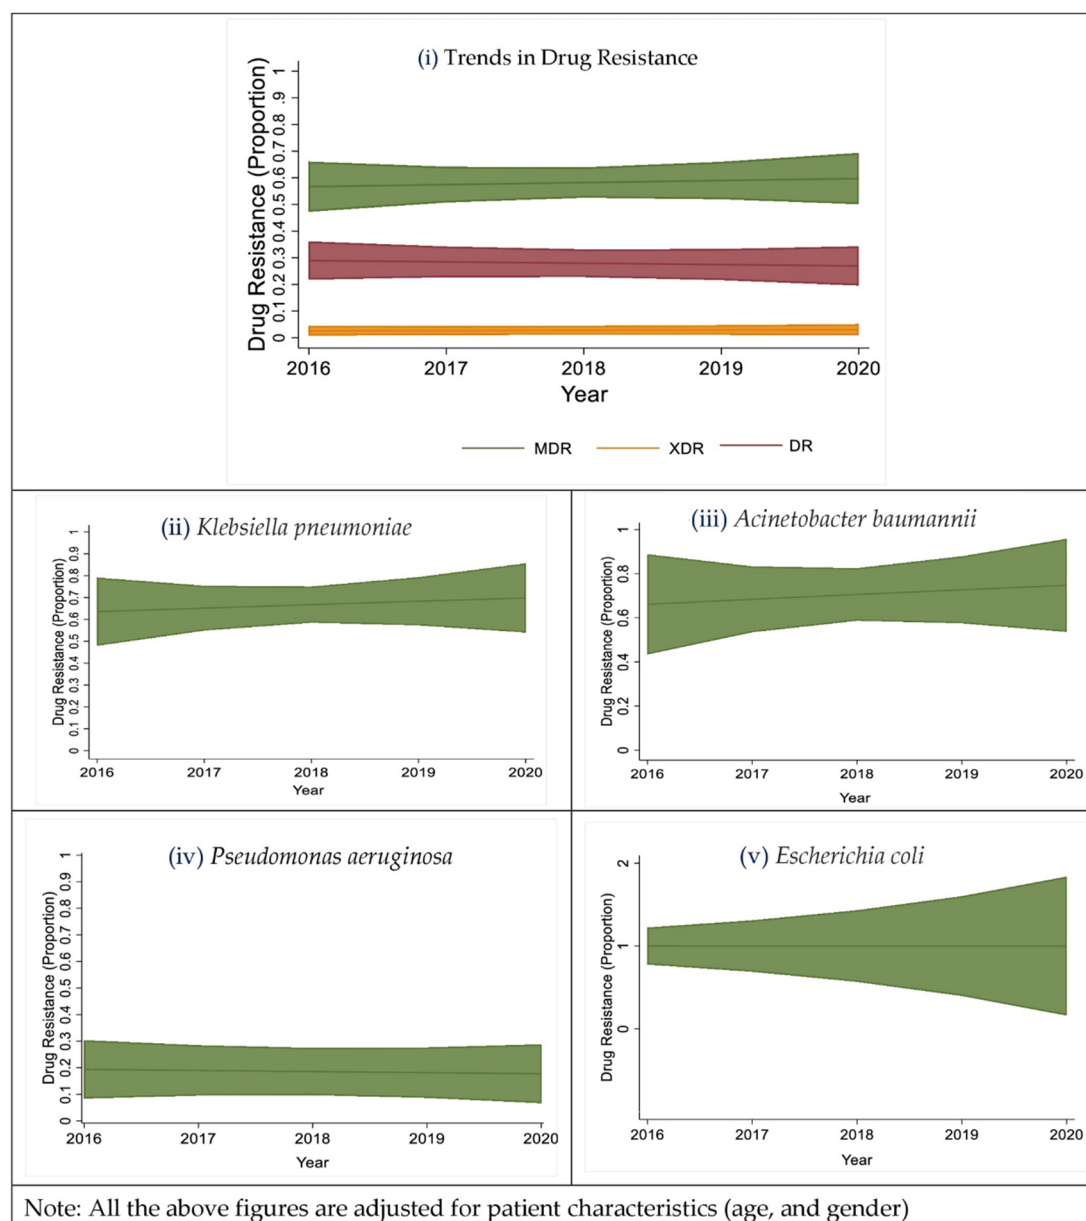 (i) Trends in Drug Resistance
Drug Resistance (Proportion)
1
.9
.8
0.7
0.6
0.5
0.4
0.3
0.2
0.1
0
2016 2017 2018 2019 2020
Year
MDR XDR DR
(ii) Klebsiella pneumoniae
Drug Resistance (Proportion)
1
0.9
0.8
0.7
0.6
0.5
0.4
0.3
0.2
0.1
0
2016 2017 2018 2019 2020
Year
(iii) Acinetobacter baumannii
Drug Resistance (Proportion)
1
0.8
0.6
0.4
0.2
0
2016 2017 2018 2019 2020
Year
(iv) Pseudomonas aeruginosa
Drug Resistance (Proportion)
1
0.9
0.8
0.7
0.6
0.5
0.4
0.3
0.2
0.1
0
2016 2017 2018 2019 2020
Year
(v) Escherichia coli
Drug Resistance (Proportion)
2
1
0
2016 2017 2018 2019 2020
Year
Note: All the above figures are adjusted for patient characteristics (age, and gender)